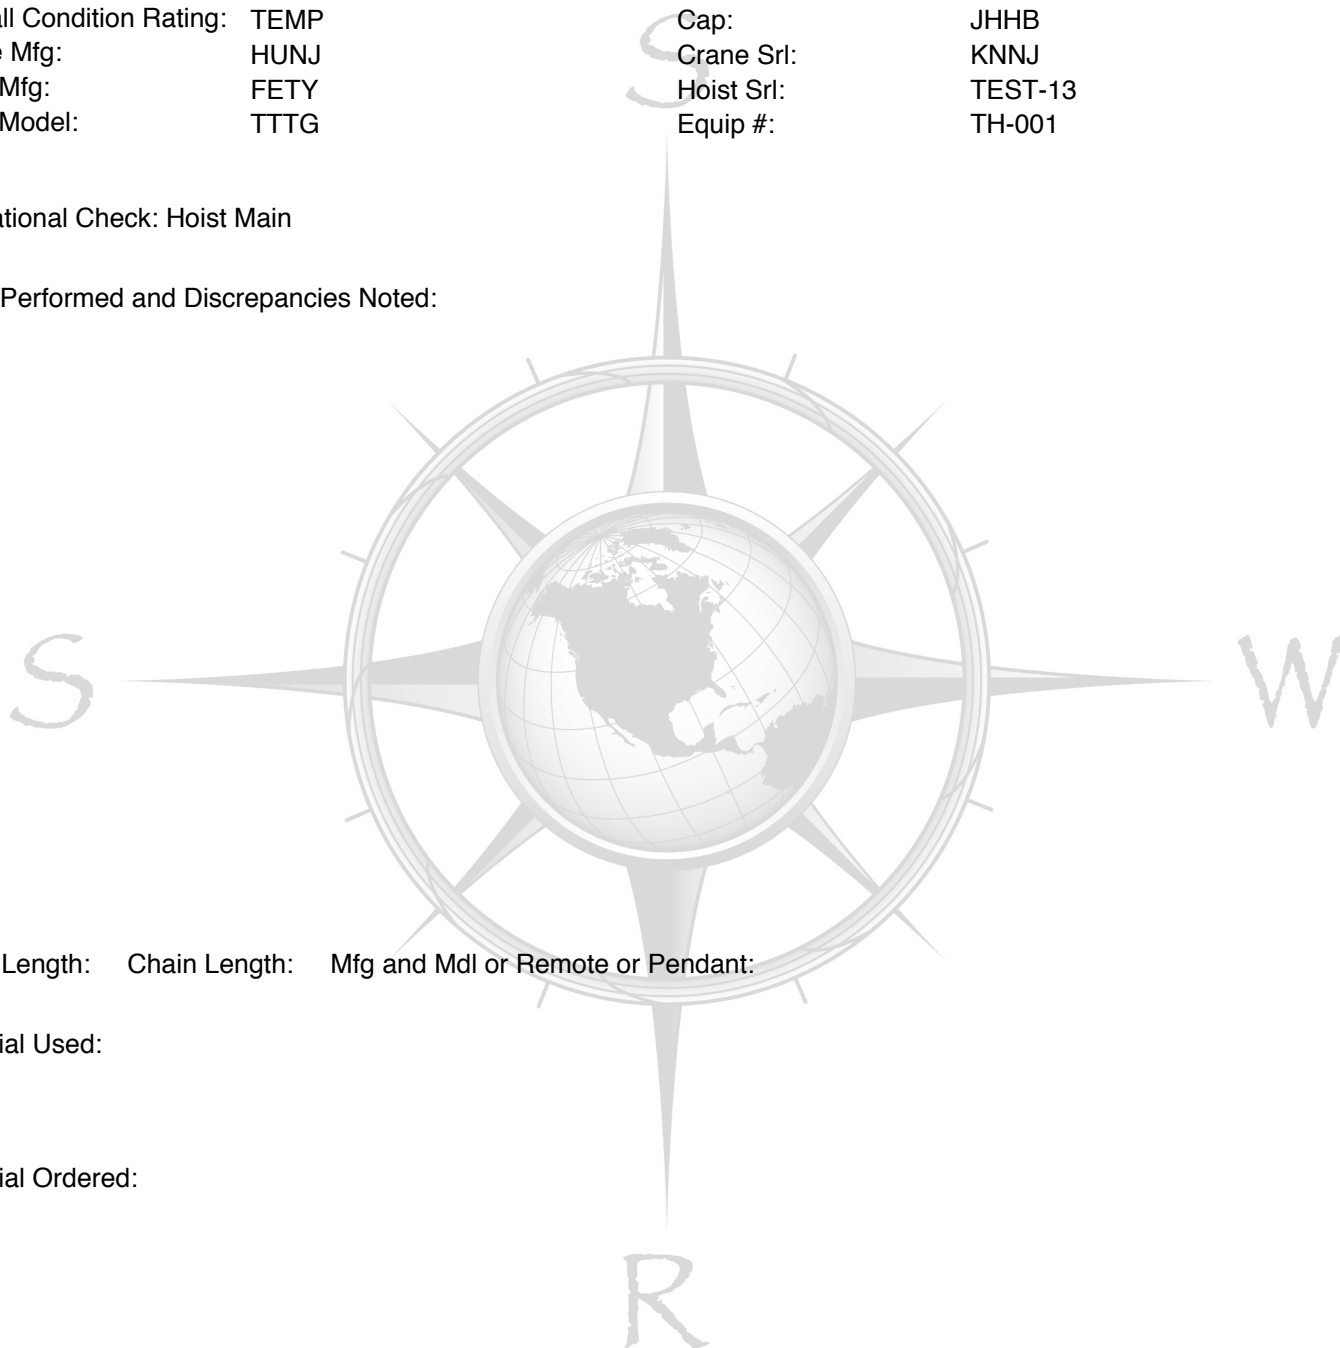 all Condition Rating: TEMP Cap: JHHB
e Mfg: HUNJ Crane Srl: KNNJ
Mfg: FETY Hoist Srl: TEST-13
Model: TTTG Equip #: TH-001
ational Check: Hoist Main
Performed and Discrepancies Noted:
Length: Chain Length: Mfg and Mdl or Remote or Pendant:
ial Used:
ial Ordered:
S
S W
R